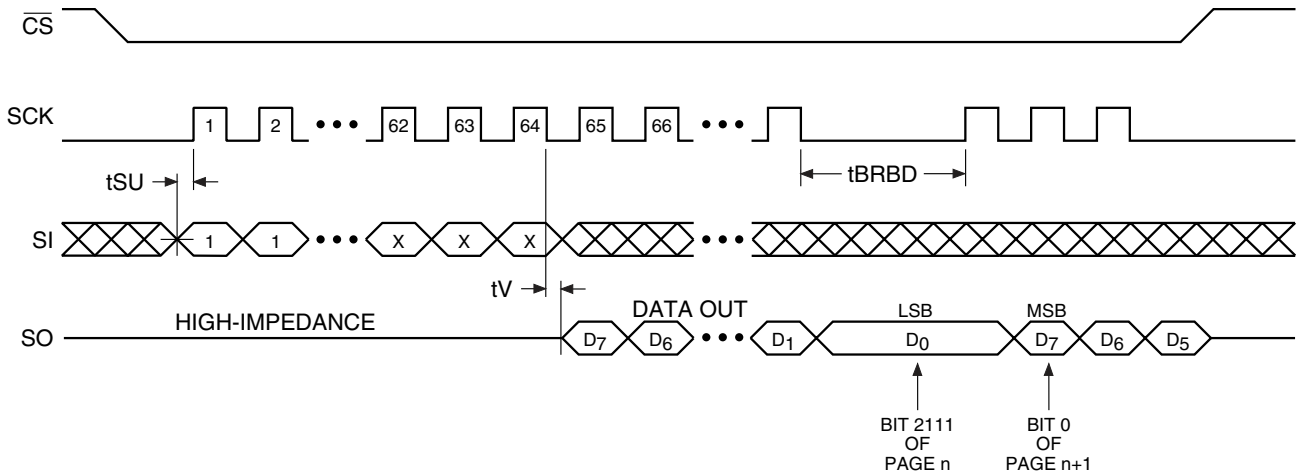 CS
SCK 1 2 ••• 62 63 64 65 66 •••
tSU tBRBD
SI 1 1 ••• X X X •••
tV
HIGH-IMPEDANCE DATA OUT LSB MSB
SO D7 D6 ••• D1 D0 D7 D6 D5
BIT 2111
OF
PAGE n
BIT 0
OF
PAGE n+1